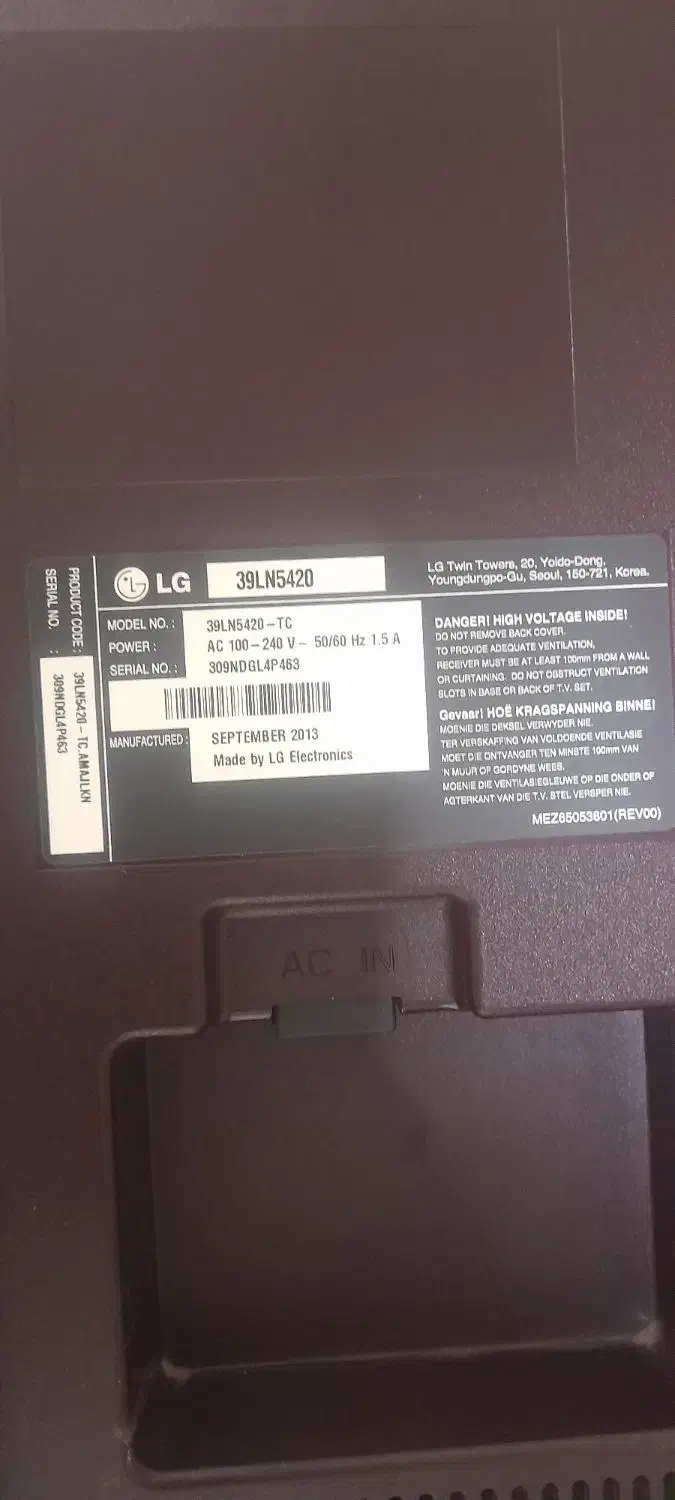 LG 39LN5420
LG Twin Towers, 20, Yoido-Dong,
Youngdungpo-Gu, Seoul, 150-721, Korea.
MODEL NO. : 39LN5420-TC
POWER : AC 100-240 V~ 50/60 Hz 1.5 A
SERIAL NO. : 309NDGL4P463
MANUFACTURED : SEPTEMBER 2013
Made by LG Electronics
DANGER! HIGH VOLTAGE INSIDE!
DO NOT REMOVE BACK COVER.
TO PROVIDE ADEQUATE VENTILATION,
RECEIVER MUST BE AT LEAST 100mm FROM A WALL
OR CURTAINING. DO NOT OBSTRUCT VENTILATION
SLOTS IN BASE OR BACK OF T.V. SET.
Gevaar! HOË KRAGSPANNING BINNE!
MOENIE DIE DEKSEL VERWYDER NIE.
TER VERSKAFFING VAN VOLDOENDE VENTILASIE
MOET DIE ONTVANGER TEN MINSTE 100mm VAN
'N MUUR OF GORDYNE WEES.
MOENIE DIE VENTILASIEGLEUWE OP DIE ONDER OF
AGTERKANT VAN DIE T.V. STEL VERSPER NIE.
MEZ65053801(REV00)
PRODUCT CODE : 39LN5420-TC.AMAJLKN
SERIAL NO. : 309NDGL4P463
AC IN